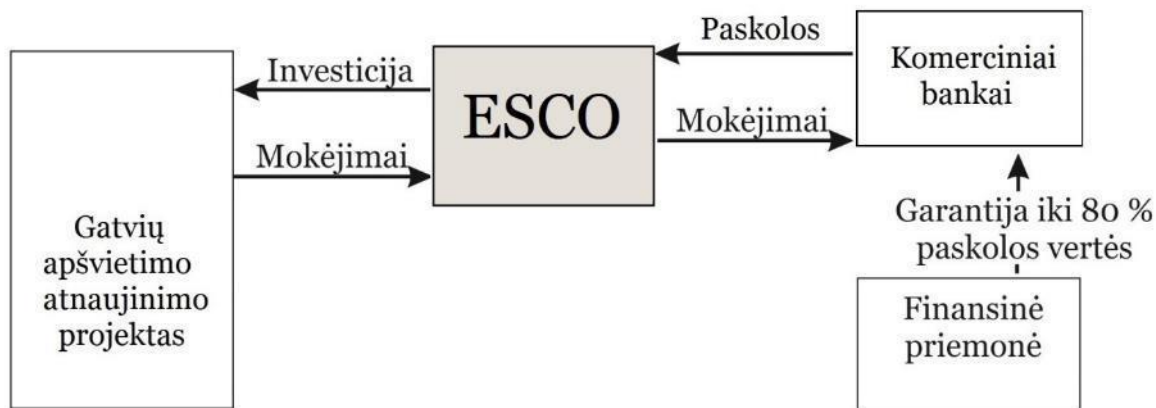 Paskolos
Komerciniai
bankai
Investicija
ESCO
Mokėjimai
Mokėjimai
Gatvių
apšvietimo
atnaujinimo
projektas
Garantija iki 80 %
paskolos vertės
Finansinė
priemonė